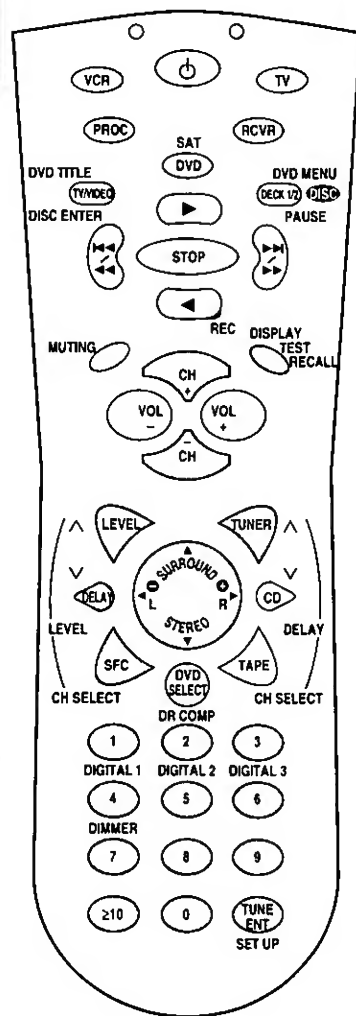 VCR TV
PROC RCVR
SAT
DVD
DVD TITLE DVD MENU
TV/VIDEO DECK 1/2 DISC
DISC ENTER PAUSE
STOP
REC
MUTING DISPLAY
TEST
RECALL
CH
+
VOL VOL
− +
−
CH
LEVEL TUNER
SURROUND
DELAY L R CD
STEREO
LEVEL DELAY
SFC TAPE
DVD
SELECT
CH SELECT CH SELECT
DR COMP
1 2 3
DIGITAL 1 DIGITAL 2 DIGITAL 3
4 5 6
DIMMER
7 8 9
≥10 0 TUNE
ENT
SET UP